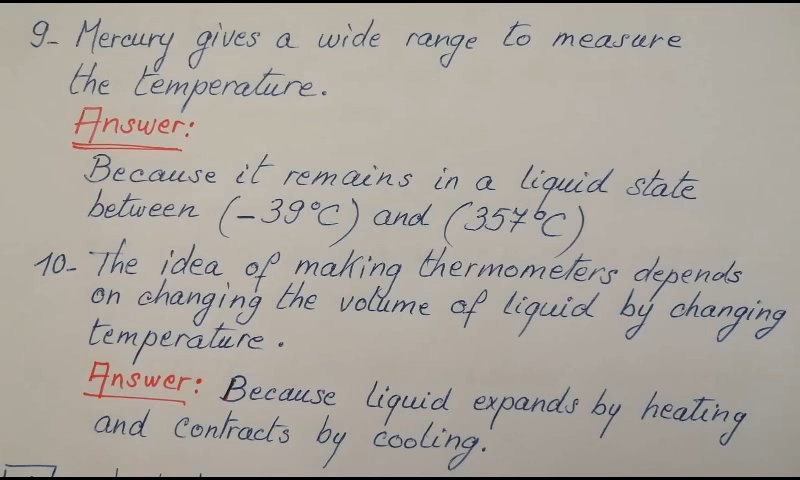 9- Mercury gives a wide range to measure
the temperature.
Answer:
Because it remains in a liquid state
between (-39°C) and (357°C)
10- The idea of making thermometers depends
on changing the volume of liquid by changing
temperature.
Answer: Because liquid expands by heating
and contracts by cooling.